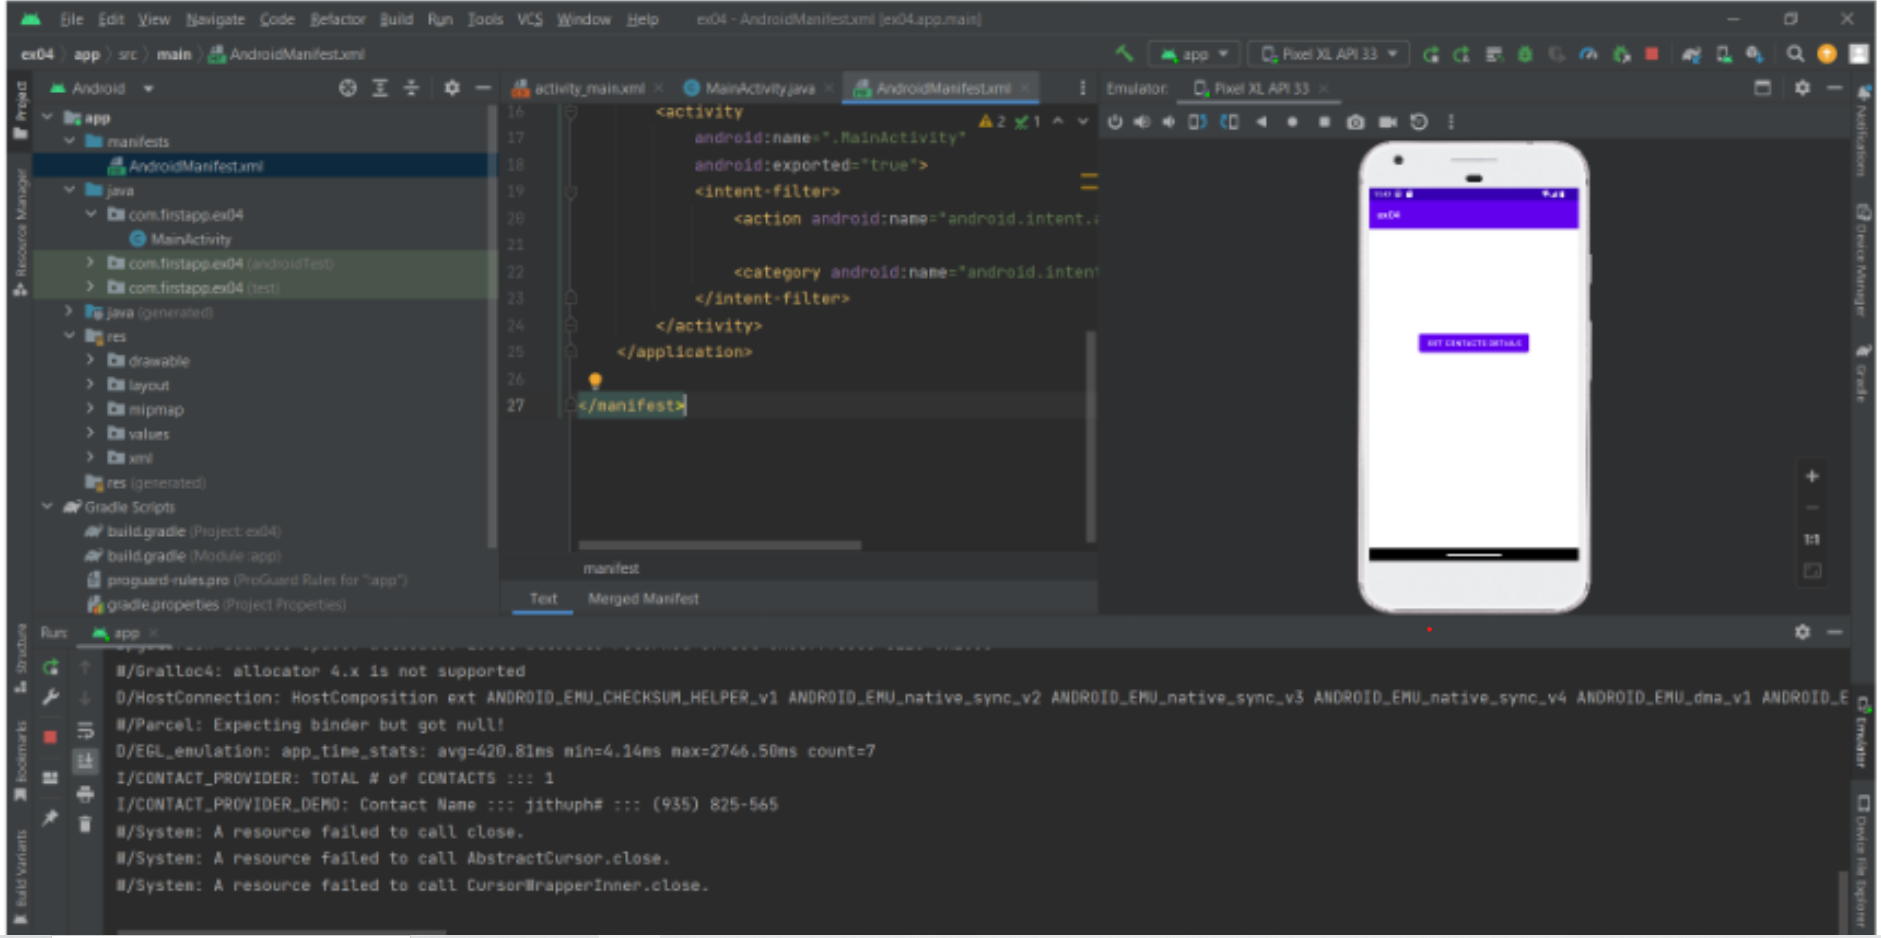 File Edit View Navigate Code Refactor Build Run Tools VCS Window Help ex04 - AndroidManifest.xml [ex04.app.main]
ex04 app src main AndroidManifest.xml app Pixel XL API 33
Project
Resource Manager
Structure
Bookmarks
Build Variants
Android
app
manifests
AndroidManifest.xml
java
com.firstapp.ex04
MainActivity
com.firstapp.ex04 (androidTest)
com.firstapp.ex04 (test)
java (generated)
res
drawable
layout
mipmap
values
xml
res (generated)
Gradle Scripts
build.gradle (Project: ex04)
build.gradle (Module :app)
proguard-rules.pro (ProGuard Rules for ":app")
gradle.properties (Project Properties)
activity_main.xml MainActivity.java AndroidManifest.xml
2 1
16 <activity
17 android:name=".MainActivity"
18 android:exported="true">
19 <intent-filter>
20 <action android:name="android.intent.a
21
22 <category android:name="android.intent
23 </intent-filter>
24 </activity>
25 </application>
26
27 </manifest>
manifest
Text Merged Manifest
Emulator: Pixel XL API 33
ex04
GET CONTACTS DETAILS
1:1
Notifications
Device Manager
Gradle
Emulator
Device File Explorer
Run: app
W/Gralloc4: allocator 4.x is not supported
D/HostConnection: HostComposition ext ANDROID_EMU_CHECKSUM_HELPER_v1 ANDROID_EMU_native_sync_v2 ANDROID_EMU_native_sync_v3 ANDROID_EMU_native_sync_v4 ANDROID_EMU_dma_v1 ANDROID_E
W/Parcel: Expecting binder but got null!
D/EGL_emulation: app_time_stats: avg=420.81ms min=4.14ms max=2746.50ms count=7
I/CONTACT_PROVIDER: TOTAL # of CONTACTS ::: 1
I/CONTACT_PROVIDER_DEMO: Contact Name ::: jithuph# ::: (935) 825-565
W/System: A resource failed to call close.
W/System: A resource failed to call AbstractCursor.close.
W/System: A resource failed to call CursorWrapperInner.close.